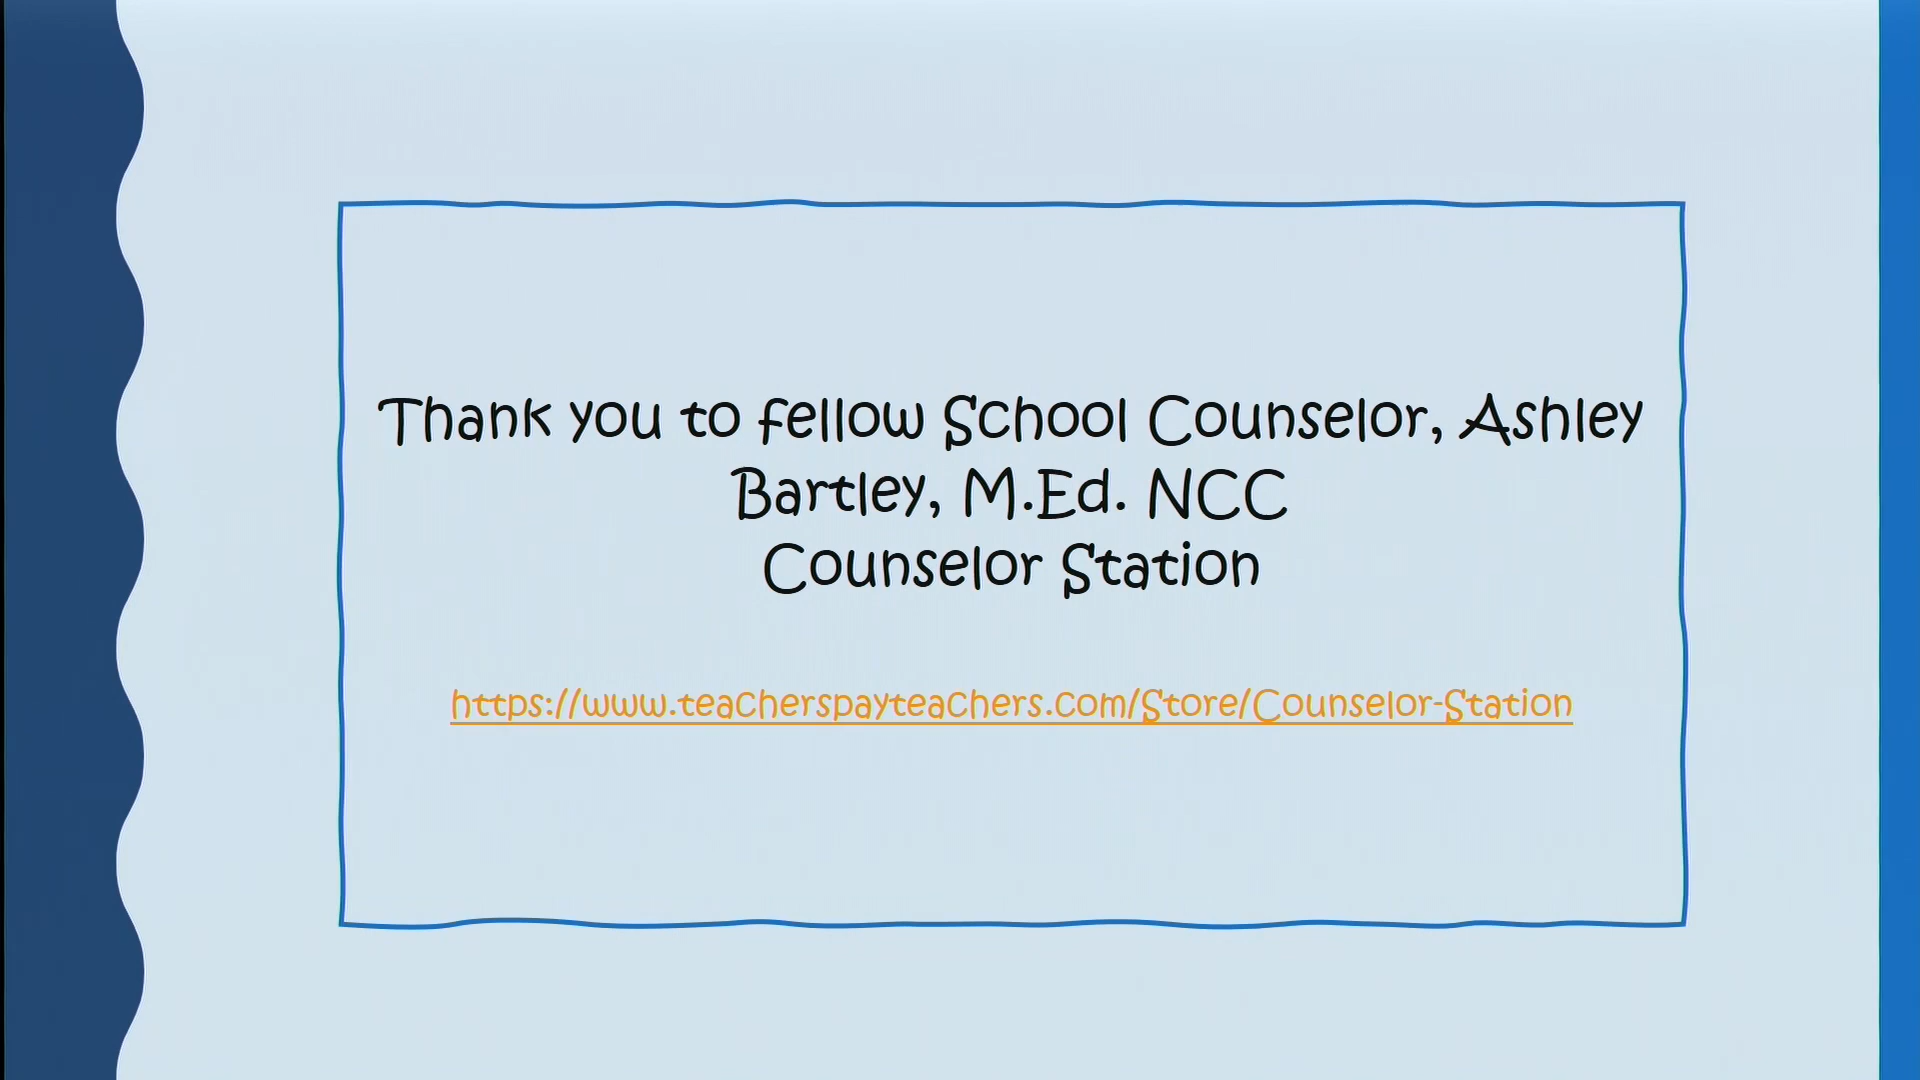 Thank you to fellow School Counselor, Ashley
Bartley, M.Ed. NCC
Counselor Station
https://www.teacherspayteachers.com/Store/Counselor-Station